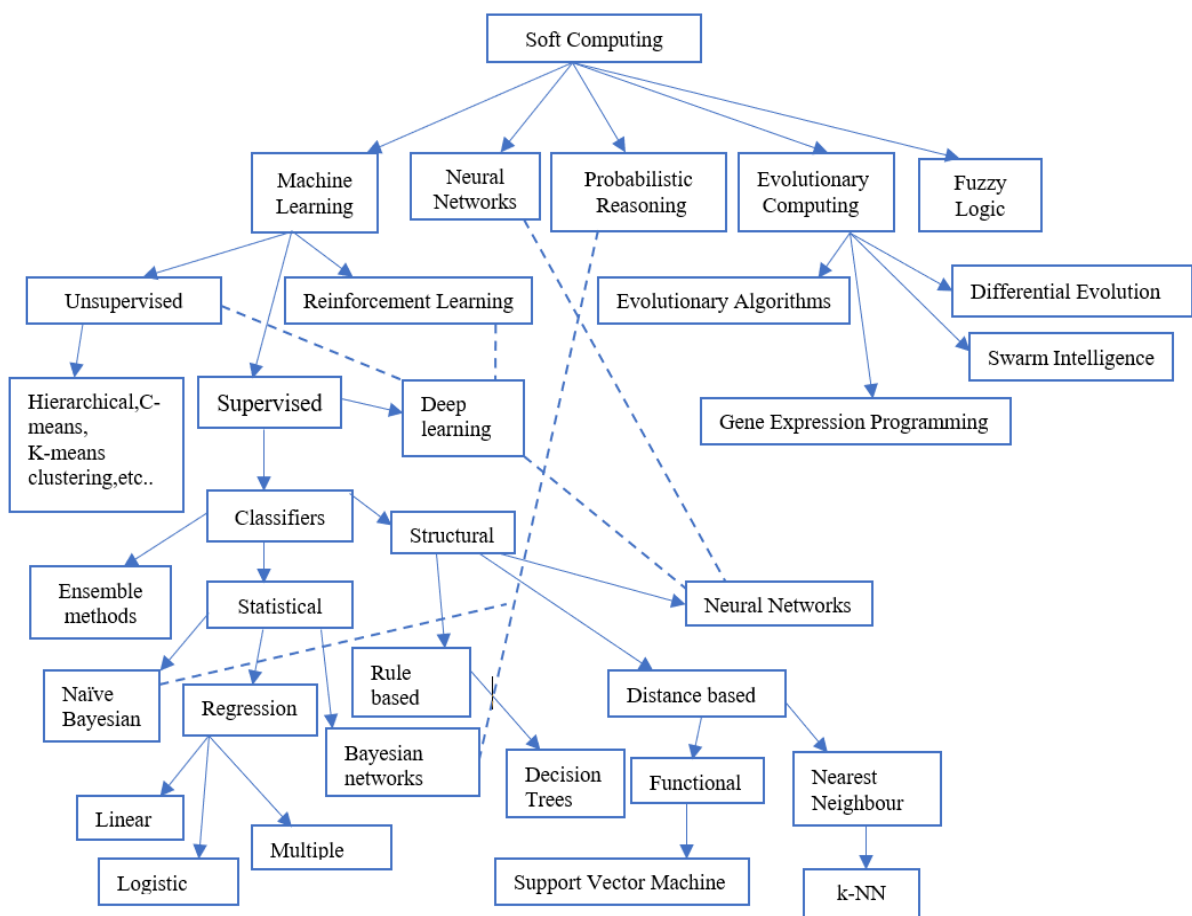 Soft Computing
Machine
Learning
Neural
Networks
Probabilistic
Reasoning
Evolutionary
Computing
Fuzzy
Logic
Unsupervised
Reinforcement Learning
Evolutionary Algorithms
Differential Evolution
Swarm Intelligence
Hierarchical,C-
means,
K-means
clustering,etc..
Supervised
Deep
learning
Gene Expression Programming
Classifiers
Structural
Ensemble
methods
Statistical
Neural Networks
Naïve
Bayesian
Regression
Rule
based
Distance based
Bayesian
networks
Decision
Trees
Functional
Nearest
Neighbour
Linear
Multiple
Logistic
Support Vector Machine
k-NN